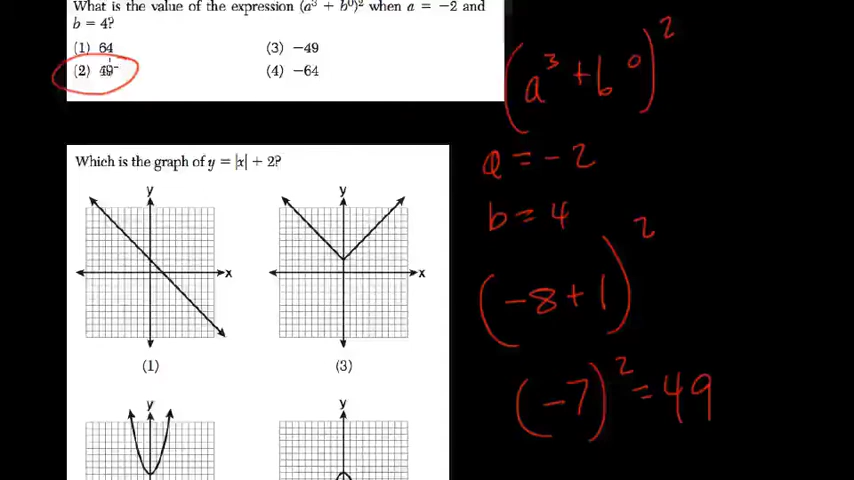 What is the value of the expression (a³ + b⁰)² when a = −2 and
b = 4?
(1) 64
(3) −49
(2) 49
(4) −64
(a³ + b⁰)²
a = −2
b = 4
(−8 + 1)²
(−7)² = 49
Which is the graph of y = |x| + 2?
y
x
(1)
y
x
(3)
y
y